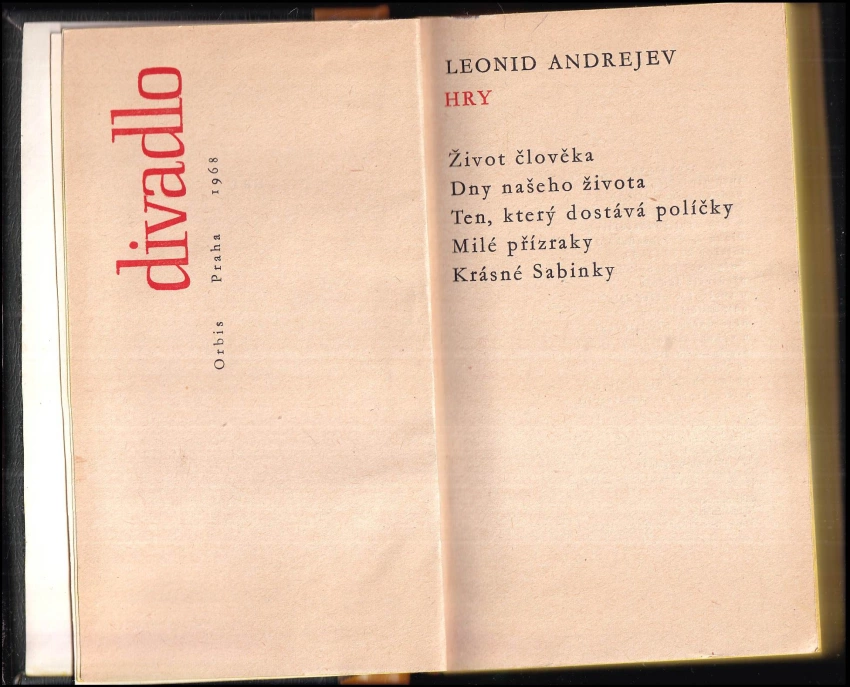 divadlo
Orbis Praha 1968
LEONID ANDREJEV
HRY
Život člověka
Dny našeho života
Ten, který dostává políčky
Milé přízraky
Krásné Sabinky